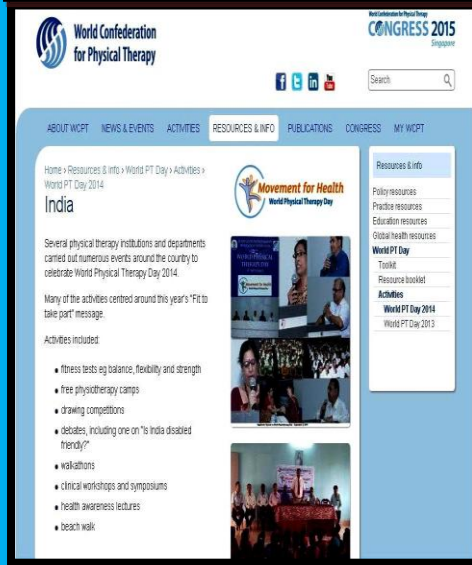 World Confederation
for Physical Therapy
World Confederation for Physical Therapy
CONGRESS 2015
Singapore
Search
ABOUT WCPT NEWS & EVENTS ACTIVITIES RESOURCES & INFO PUBLICATIONS CONGRESS MY WCPT
Home › Resources & Info › World PT Day › Activities ›
World PT Day 2014
India
Several physical therapy institutions and departments
carried out numerous events around the country to
celebrate World Physical Therapy Day 2014.
Many of the activities centred around this year's "Fit to
take part" message.
Activities included:
fitness tests eg balance, flexibility and strength
free physiotherapy camps
drawing competitions
debates, including one on "Is India disabled
friendly?"
walkathons
clinical workshops and symposiums
health awareness lectures
beach walk
Movement for Health
World Physical Therapy Day
Resources & info
Policy resources
Practice resources
Education resources
Global health resources
World PT Day
Toolkit
Resource booklet
Activities
World PT Day 2014
World PT Day 2013